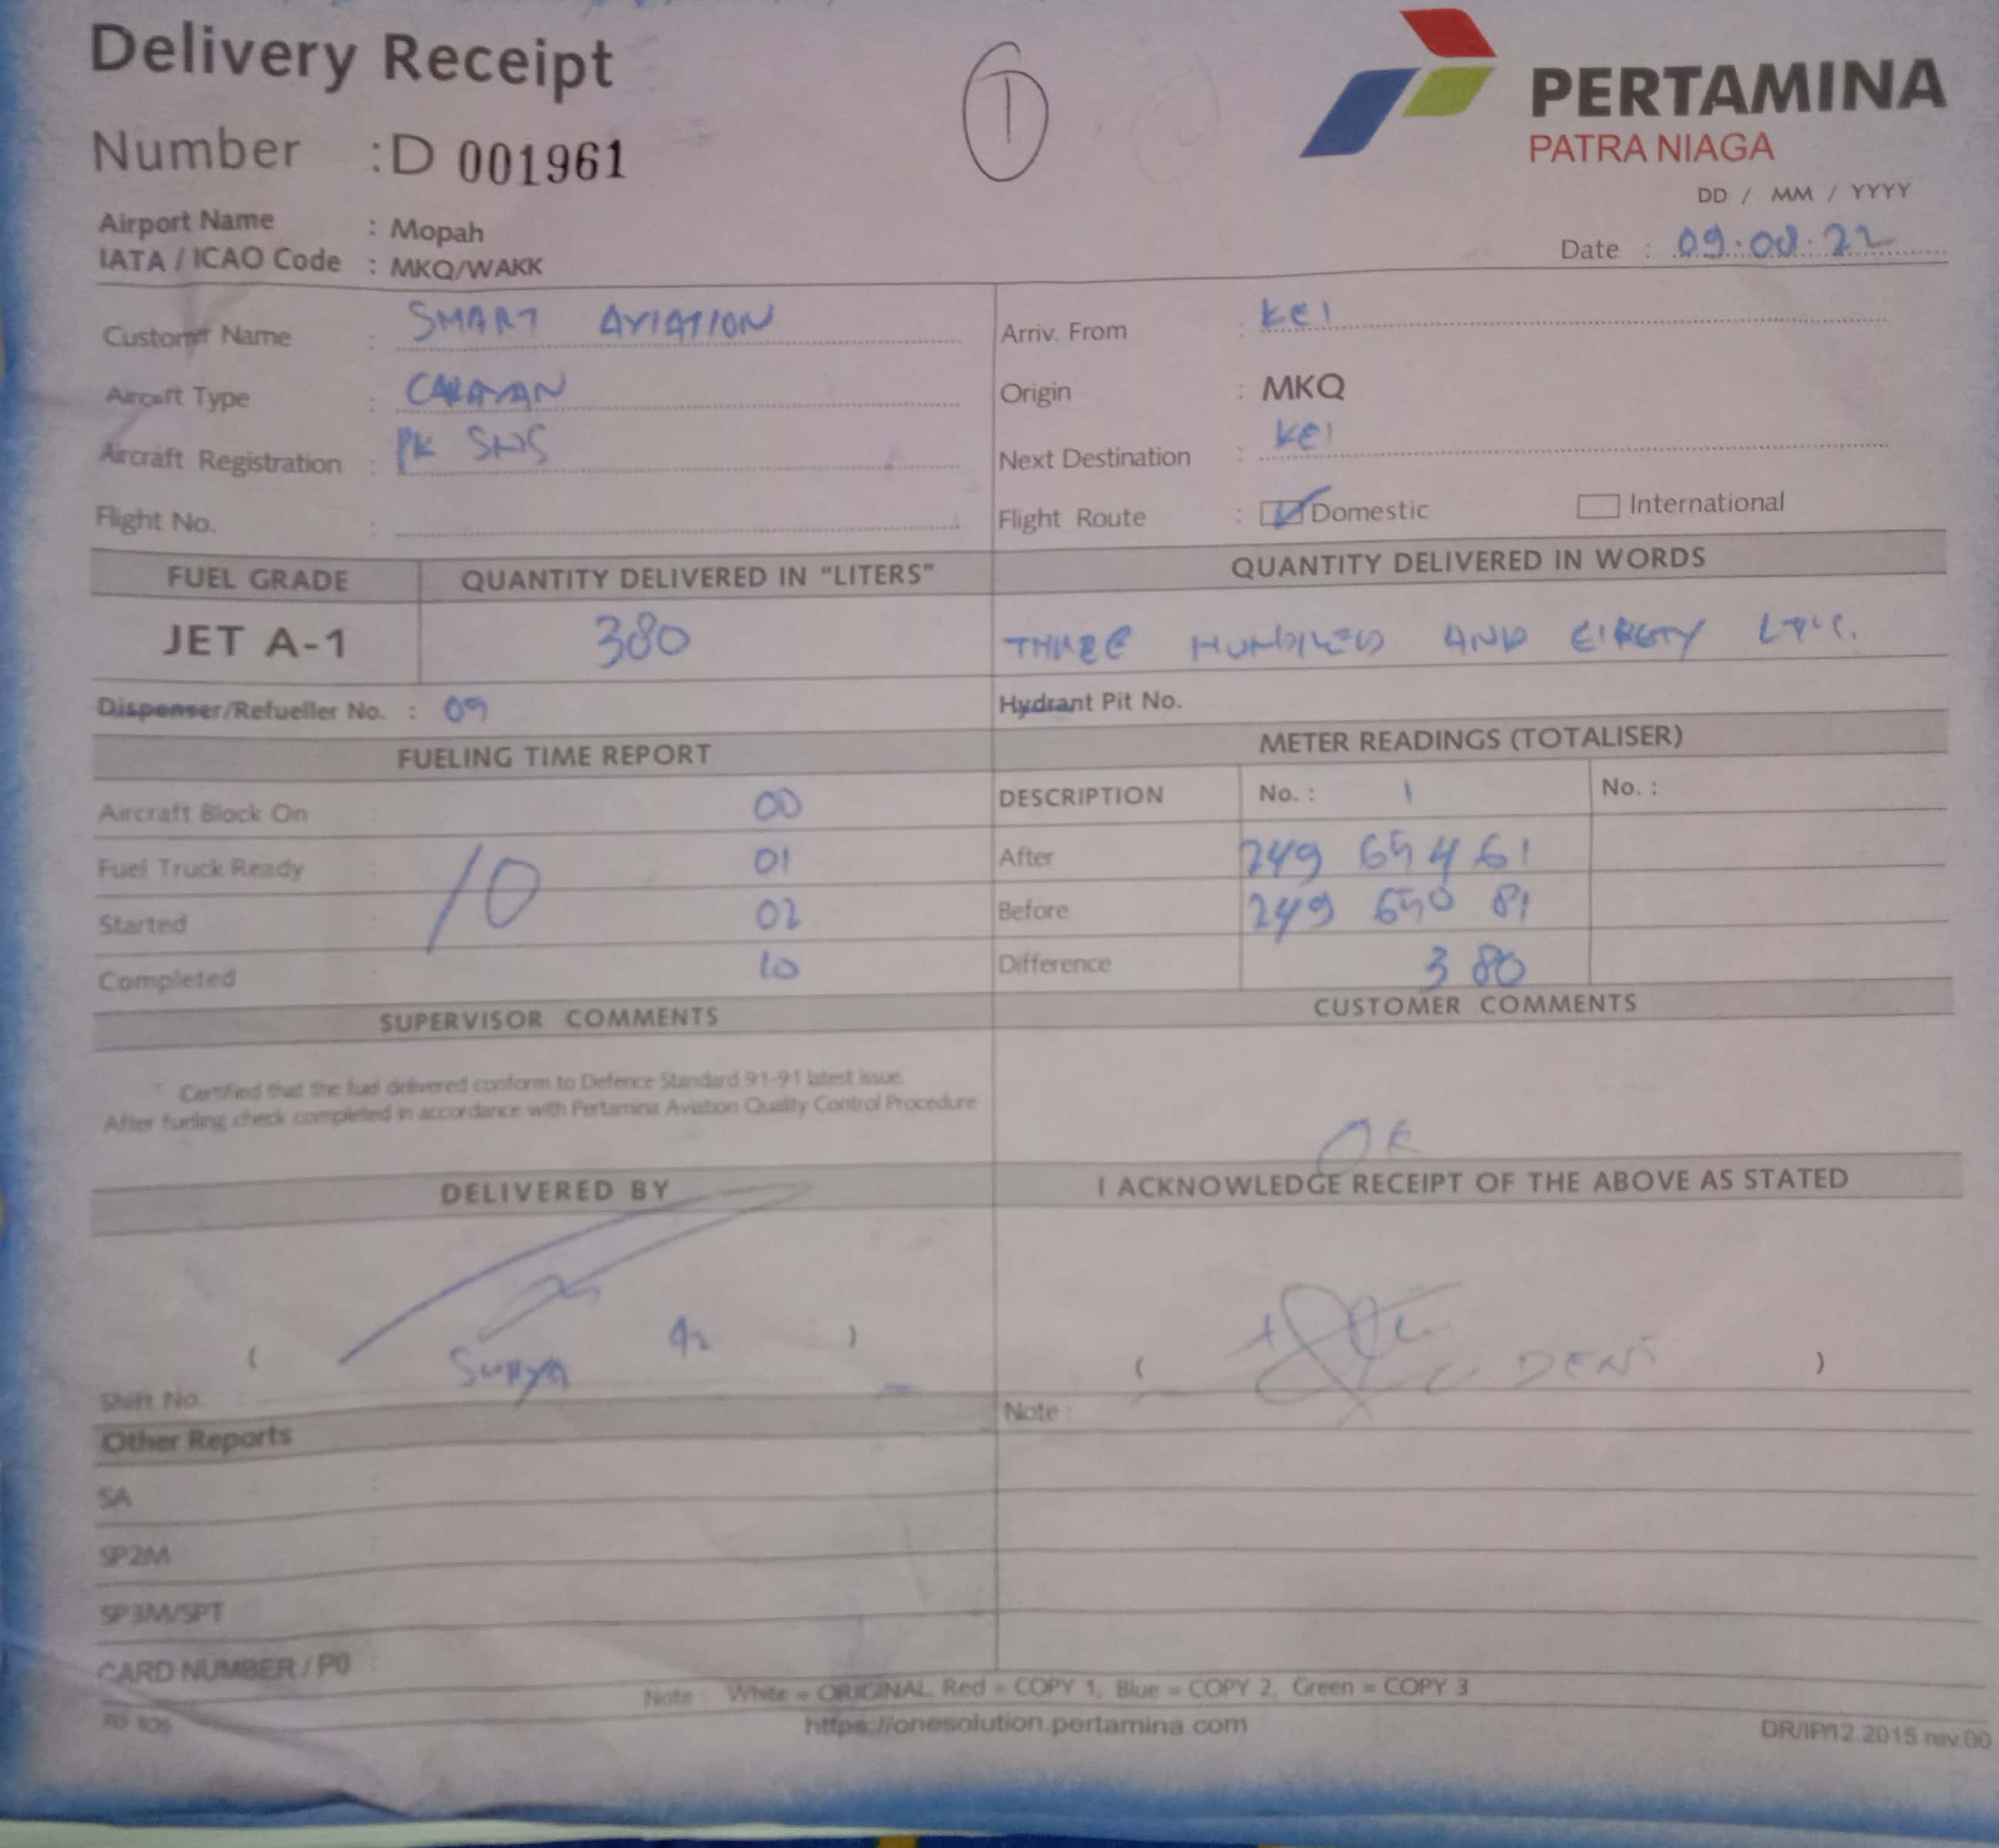 Delivery Receipt
1
PERTAMINA
PATRA NIAGA
Number : D 001961
DD / MM / YYYY
Airport Name : Mopah
IATA / ICAO Code : MKQ/WAKK
Date : 09.08.22
Customer Name : SMART AVIATION
Arriv. From : KEI
Aircraft Type : CARAVAN
Origin : MKQ
Aircraft Registration : PK SNS
Next Destination : KEI
Flight No. :
Flight Route : Domestic International
FUEL GRADE QUANTITY DELIVERED IN "LITERS" QUANTITY DELIVERED IN WORDS
JET A-1 380 THREE HUNDRED AND EIGHTY
Dispenser/Refueller No. : 09 Hydrant Pit No.
FUELING TIME REPORT METER READINGS (TOTALISER)
Aircraft Block On : 00
DESCRIPTION No. : 1 No. :
Fuel Truck Ready : 10 01
After 249 65461
Started : 02
Before 249 650 81
Completed : 10
Difference 380
SUPERVISOR COMMENTS CUSTOMER COMMENTS
Certified that the fuel delivered conform to Defence Standard 91-91 latest issue.
After fueling check completed in accordance with Pertamina Aviation Quality Control Procedure
OK
DELIVERED BY I ACKNOWLEDGE RECEIPT OF THE ABOVE AS STATED
( Surya ) ( DENI )
Shift No. :
Note :
Other Reports
SA :
SP2M :
SP3M/SPT
CARD NUMBER / PO :
Note : White = ORIGINAL, Red = COPY 1, Blue = COPY 2, Green = COPY 3
https://onesolution.pertamina.com
DR/IP/12.2015 rev.00